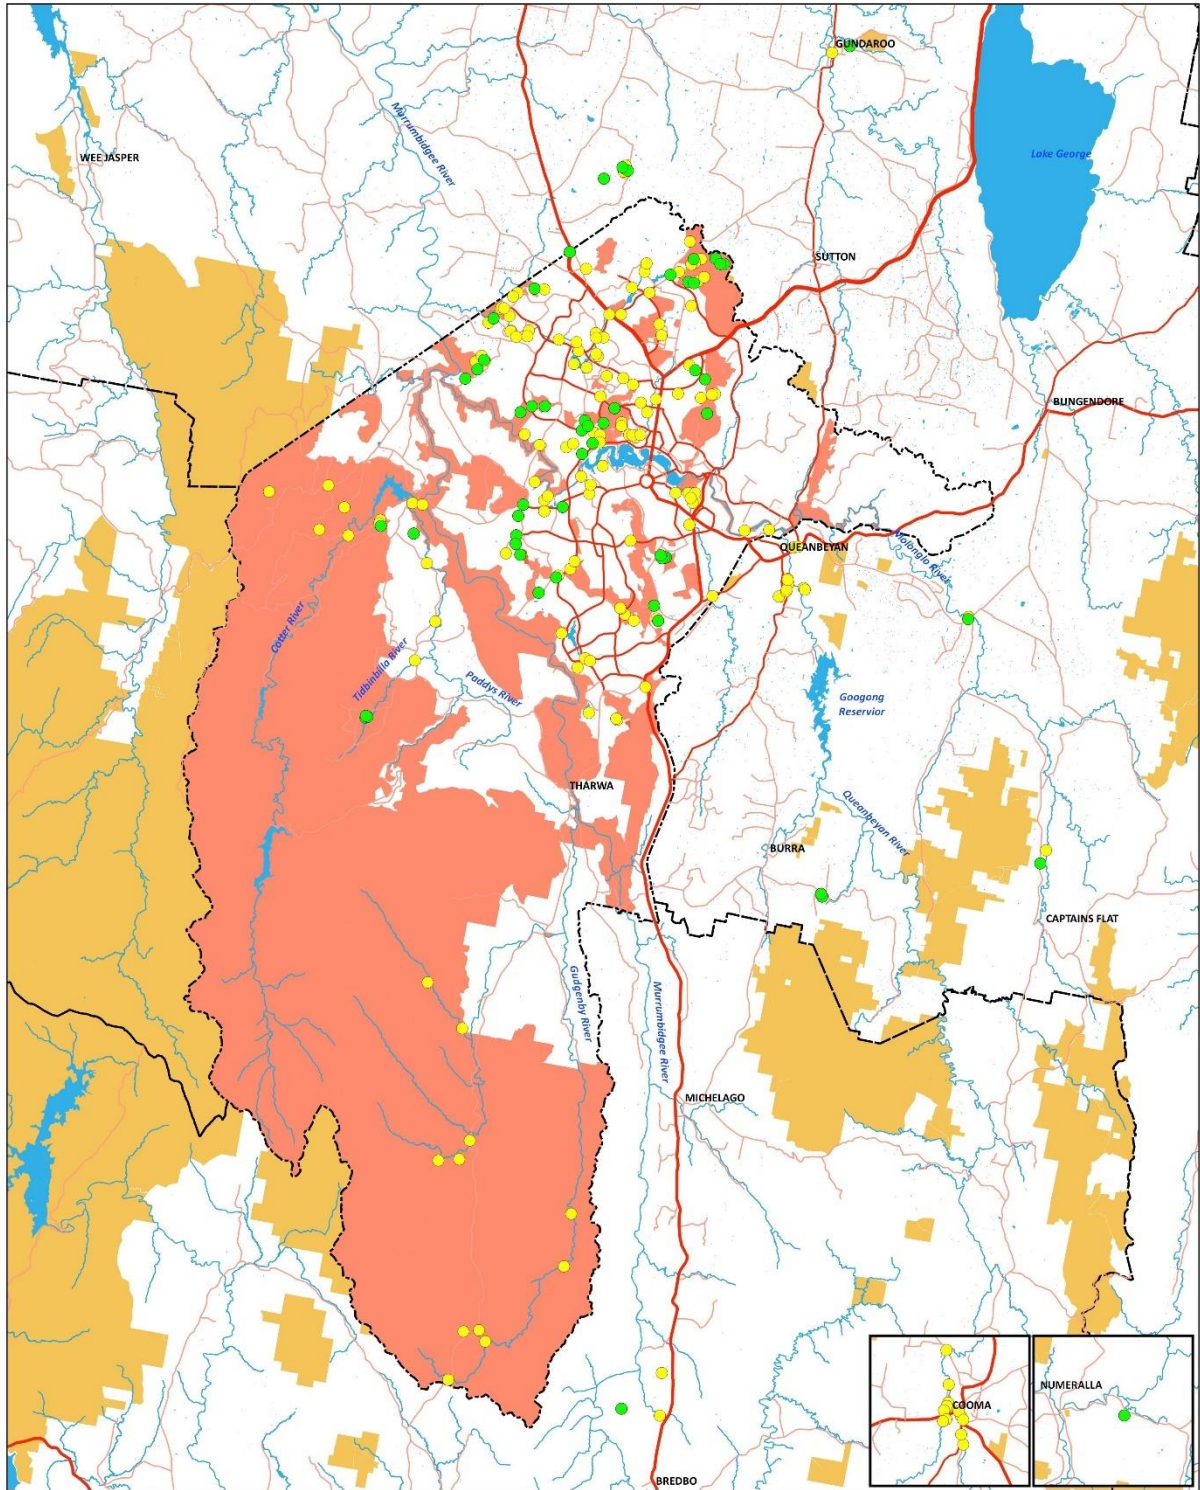 GUNDAROO
Murrumbidgee River
WEE JASPER
Lake George
SUTTON
BUNGENDORE
QUEANBEYAN
Molonglo River
Cotter River
Tidbinbilla River
Paddys River
Googong
Reservior
THARWA
Queanbeyan River
BURRA
CAPTAINS FLAT
Gudgenby River
Murrumbidgee River
MICHELAGO
COOMA
NUMERALLA
BREDBO